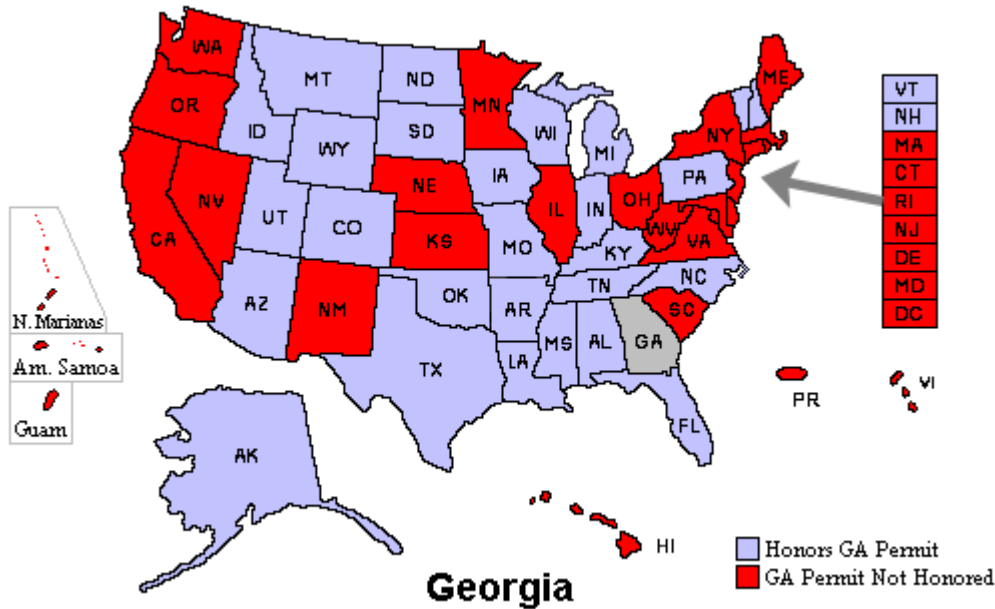 WA
MT
ND
MN
ME
OR
ID
SD
WI
NY
VT
NH
WY
MI
MA
IA
PA
CT
NE
RI
NV
UT
IL
IN
OH
NJ
CO
WV
VA
DE
CA
KS
MO
KY
MD
NC
DC
TN
AZ
NM
OK
AR
SC
N. Marianas
MS
AL
GA
Am. Samoa
TX
LA
PR
VI
Guam
FL
AK
HI
Honors GA Permit
GA Permit Not Honored
Georgia